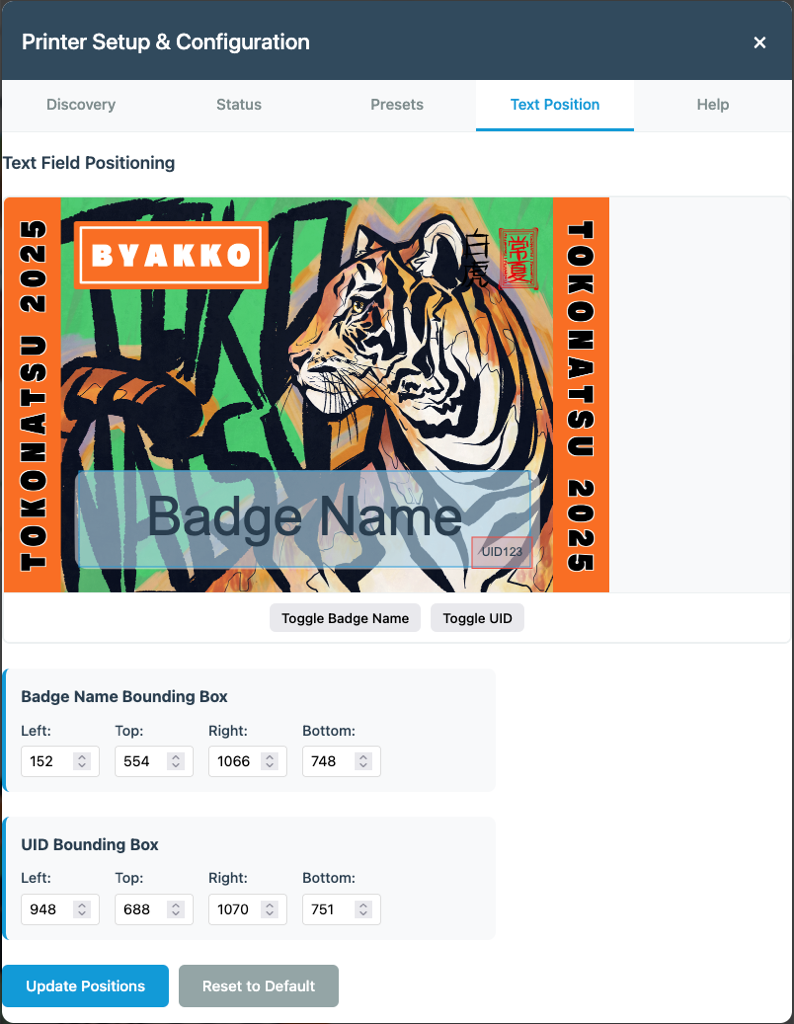 Printer Setup & Configuration
×
Discovery
Status
Presets
Text Position
Help
Text Field Positioning
TOKONATSU 2025
BYAKKO
白虎
常夏
TOKONATSU 2025
Badge Name
UID123
Toggle Badge Name
Toggle UID
Badge Name Bounding Box
Left: Top: Right: Bottom:
152 554 1066 748
UID Bounding Box
Left: Top: Right: Bottom:
948 688 1070 751
Update Positions
Reset to Default